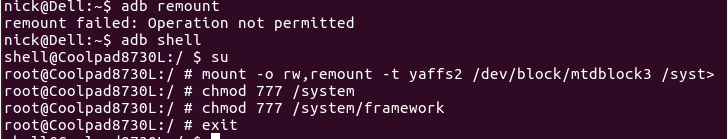 nick@Dell:~$ adb remount
remount failed: Operation not permitted
nick@Dell:~$ adb shell
shell@Coolpad8730L:/ $ su
root@Coolpad8730L:/ # mount -o rw,remount -t yaffs2 /dev/block/mtdblock3 /syst>
root@Coolpad8730L:/ # chmod 777 /system
root@Coolpad8730L:/ # chmod 777 /system/framework
root@Coolpad8730L:/ # exit
shell@Coolpad8730L:/ $